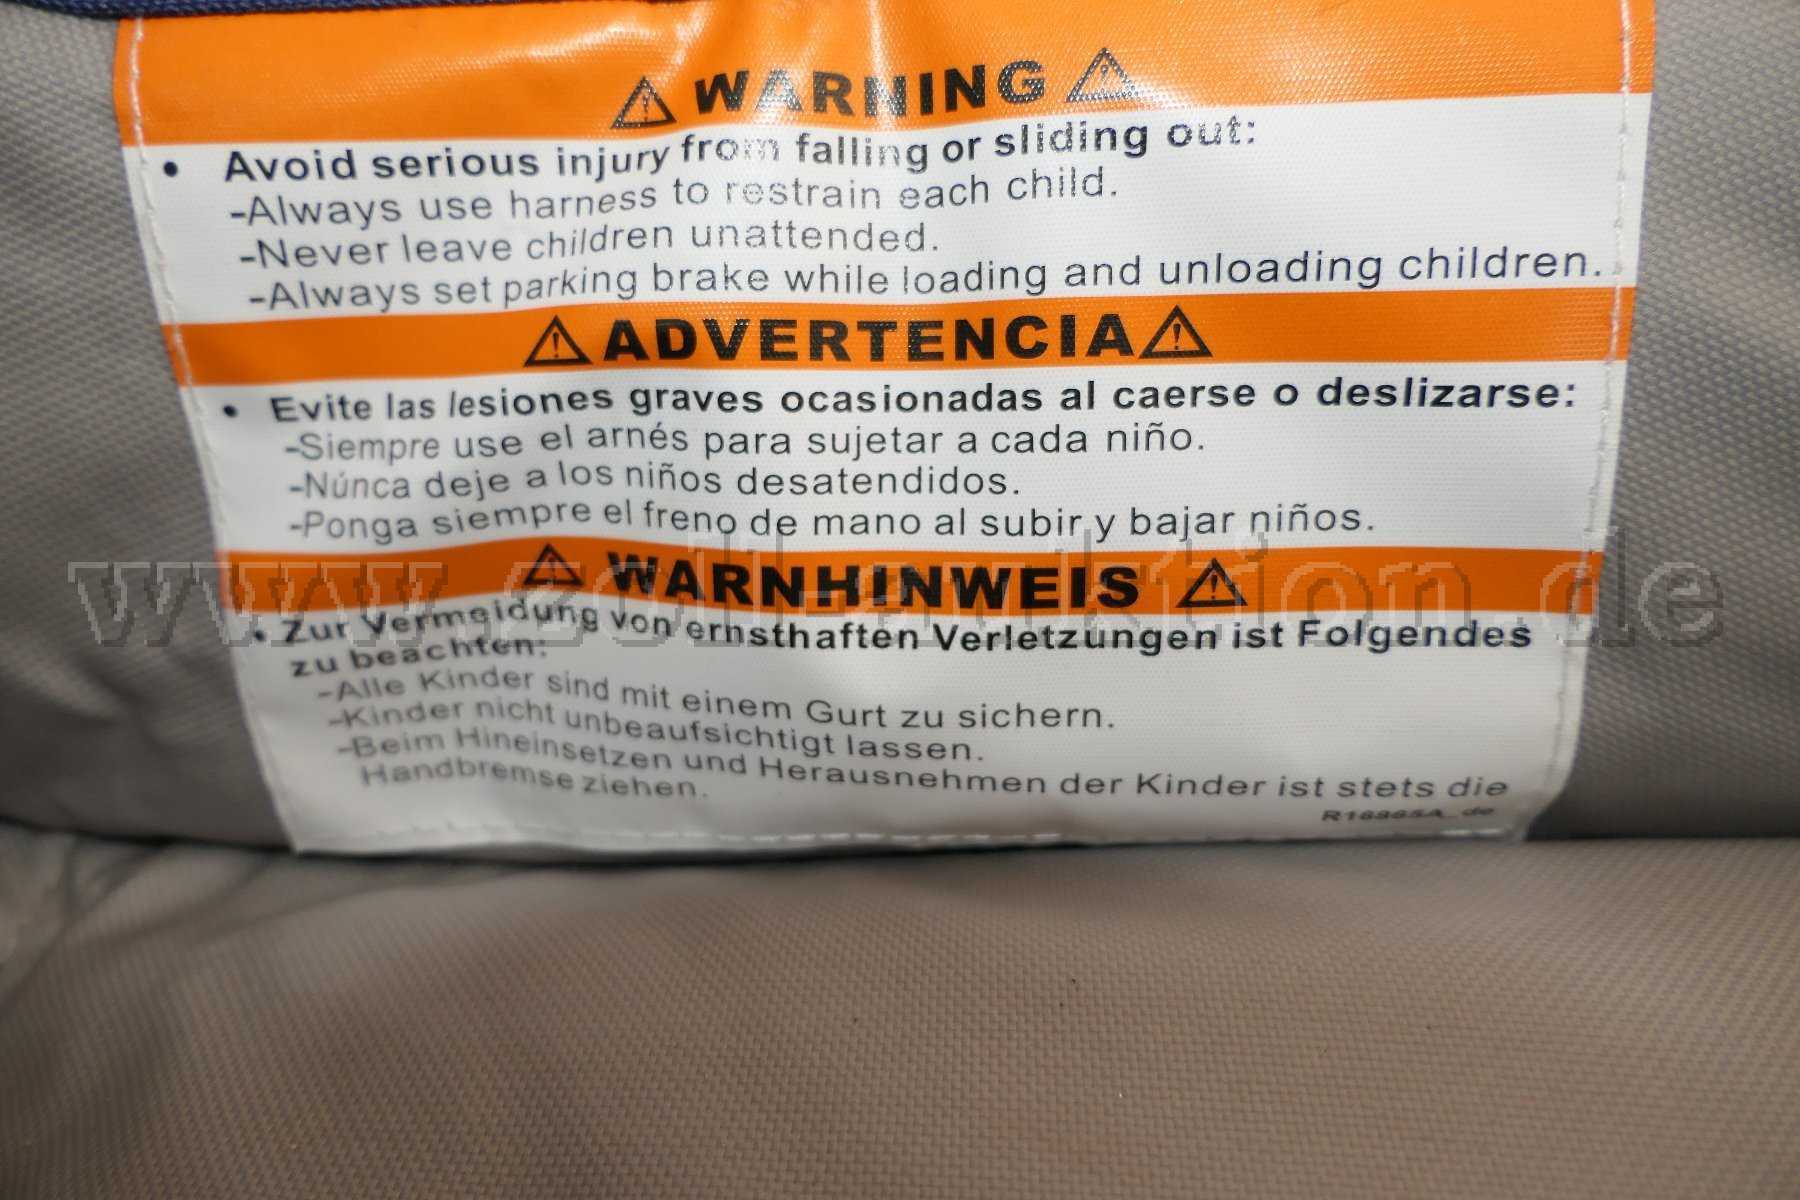 WARNING
• Avoid serious injury from falling or sliding out:
-Always use harness to restrain each child.
-Never leave children unattended.
-Always set parking brake while loading and unloading children.
ADVERTENCIA
• Evite las lesiones graves ocasionadas al caerse o deslizarse:
-Siempre use el arnés para sujetar a cada niño.
-Núnca deje a los niños desatendidos.
-Ponga siempre el freno de mano al subir y bajar niños.
www.zoll-auktion.de
WARNHINWEIS
• Zur Vermeidung von ernsthaften Verletzungen ist Folgendes
zu beachten:
-Alle Kinder sind mit einem Gurt zu sichern.
-Kinder nicht unbeaufsichtigt lassen.
-Beim Hineinsetzen und Herausnehmen der Kinder ist stets die
Handbremse ziehen.